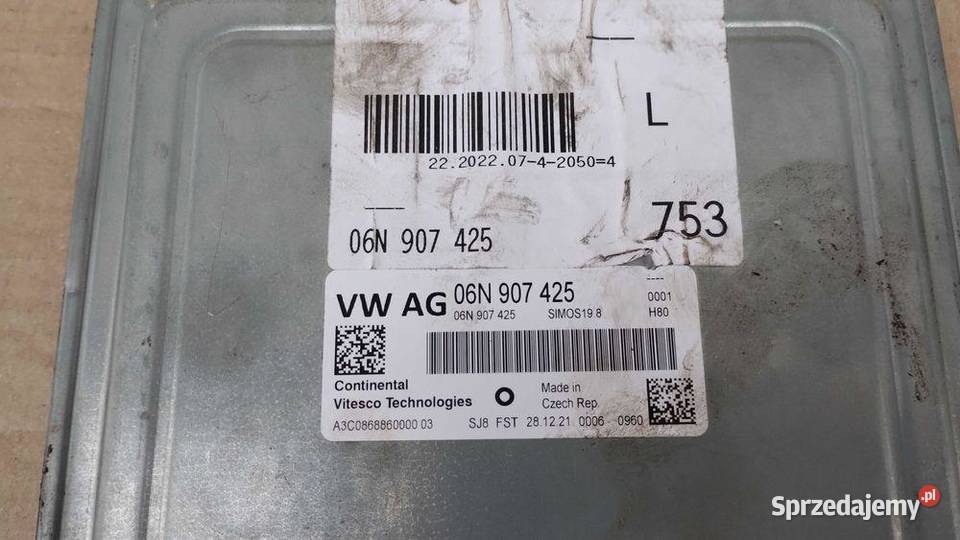 L
22.2022.07-4-2050=4
06N 907 425
753
VW AG 06N 907 425
06N 907 425 SIMOS19 8
0001
H80
Continental
Vitesco Technologies
Made in
Czech Rep.
A3C0868860000 03 SJ8 FST 28.12.21 0006 0960
Sprzedajemy.pl